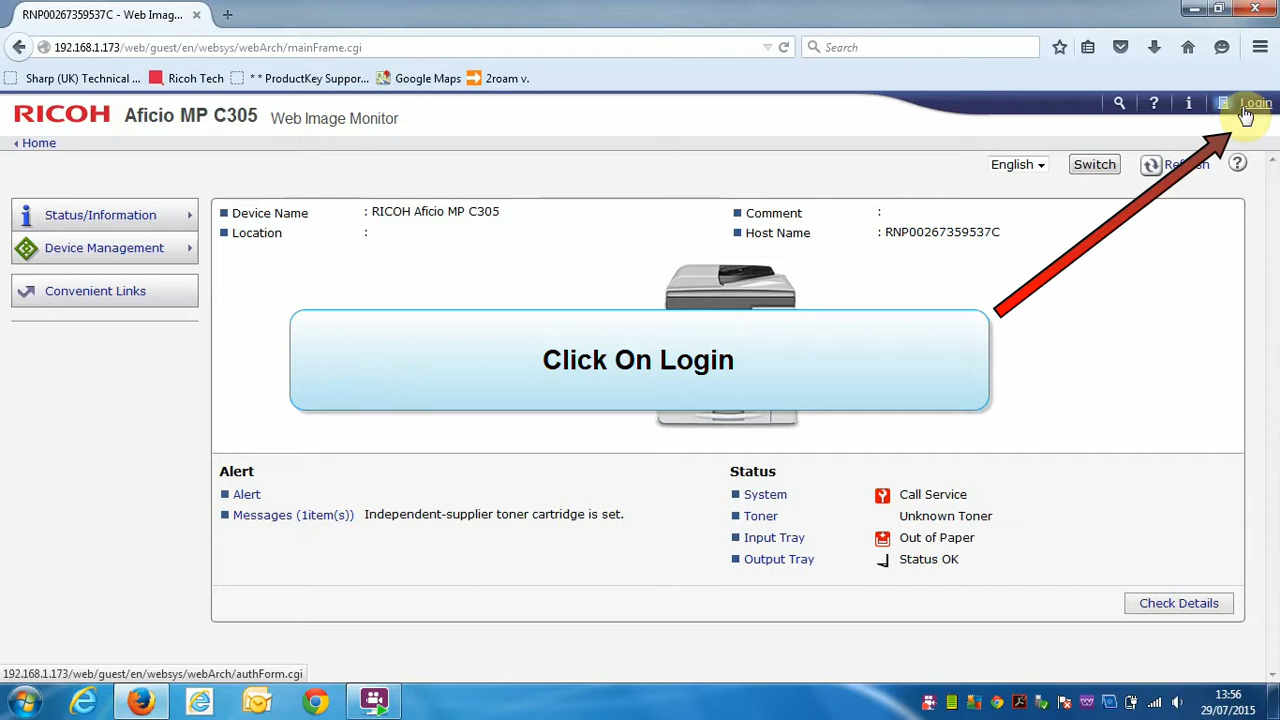 RNP00267359537C - Web Imag...
192.168.1.173/web/guest/en/websys/webArch/mainFrame.cgi
Search
Sharp (UK) Technical ...
Ricoh Tech
* * ProductKey Suppor...
Google Maps
2roam v.
RICOH Aficio MP C305 Web Image Monitor
Login
Home
English
Switch
Refresh
Status/Information
Device Management
Convenient Links
Device Name : RICOH Aficio MP C305
Comment :
Location :
Host Name : RNP00267359537C
Click On Login
Alert
Alert
Messages (1item(s)) Independent-supplier toner cartridge is set.
Status
System Call Service
Toner Unknown Toner
Input Tray Out of Paper
Output Tray Status OK
Check Details
192.168.1.173/web/guest/en/websys/webArch/authForm.cgi
13:56
29/07/2015